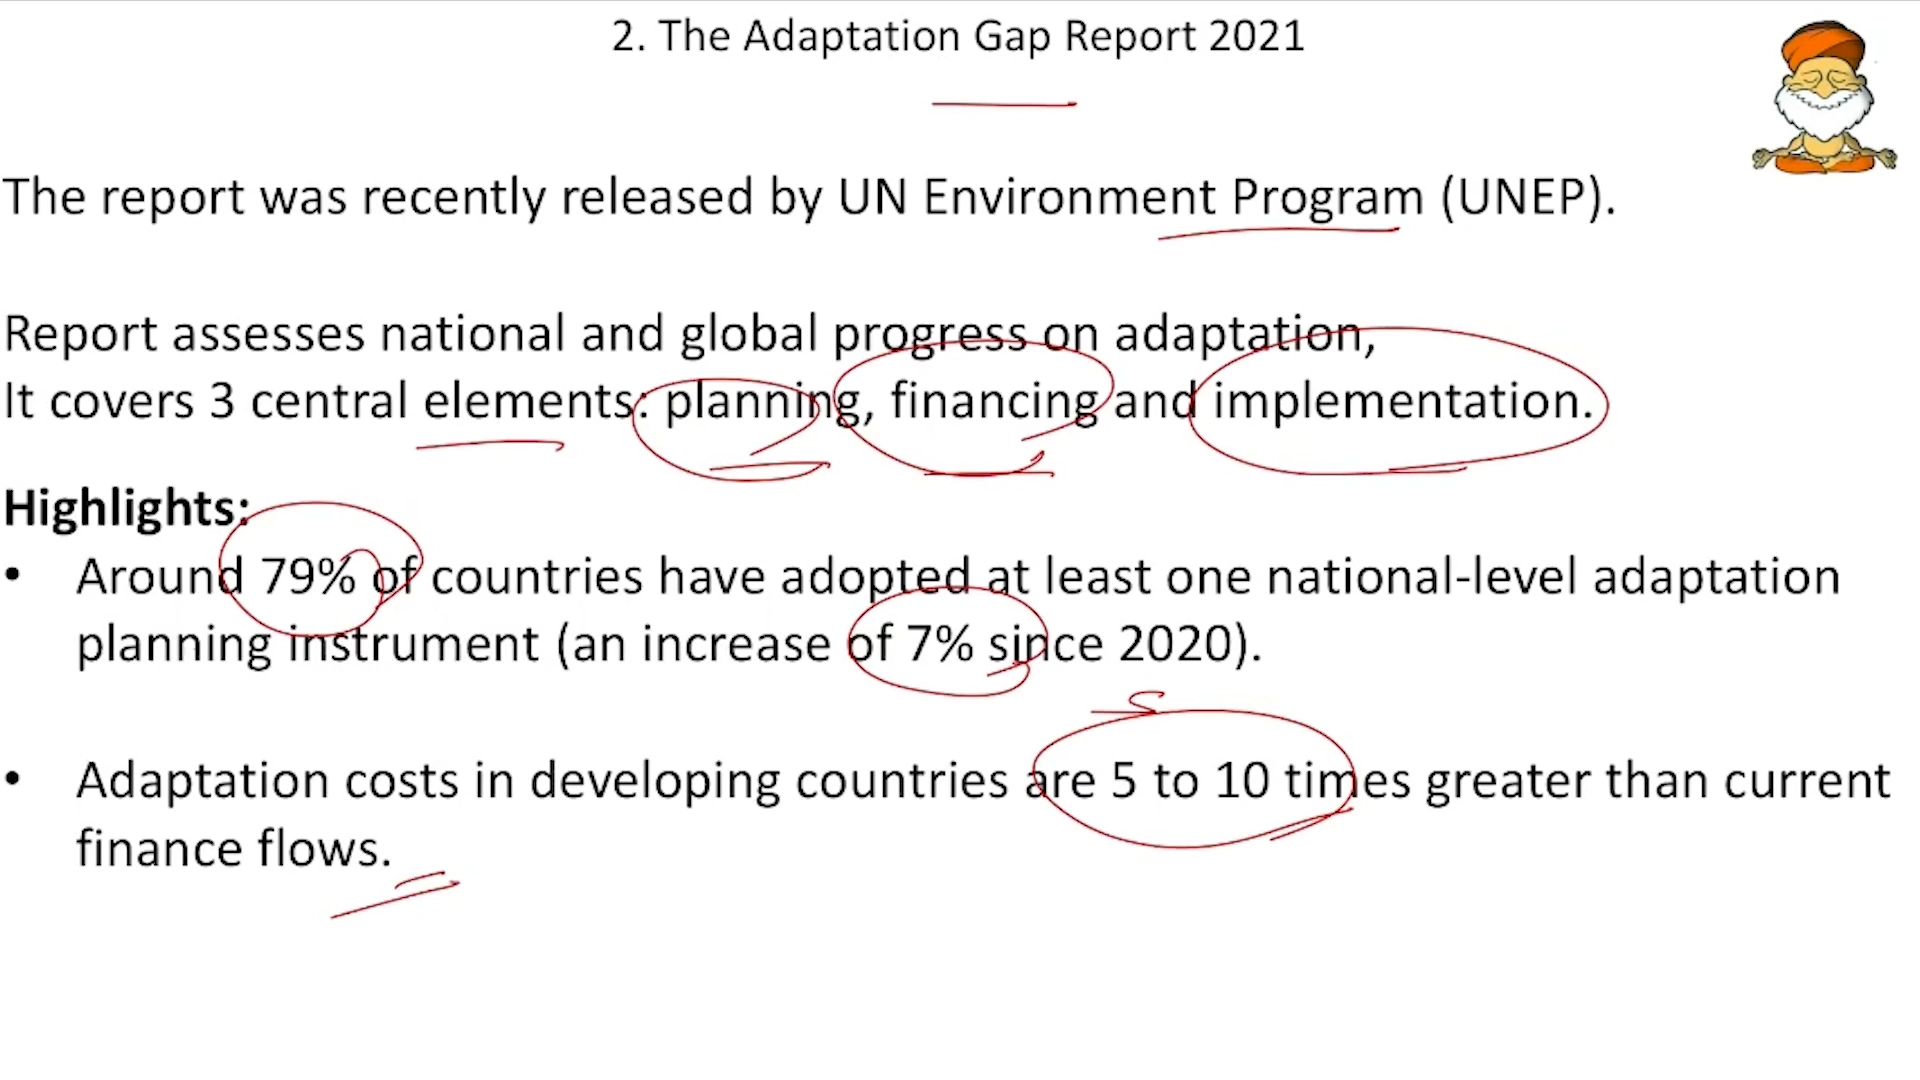 2. The Adaptation Gap Report 2021
The report was recently released by UN Environment Program (UNEP).
Report assesses national and global progress on adaptation,
It covers 3 central elements: planning, financing and implementation.
Highlights:
• Around 79% of countries have adopted at least one national-level adaptation
planning instrument (an increase of 7% since 2020).
• Adaptation costs in developing countries are 5 to 10 times greater than current
finance flows.